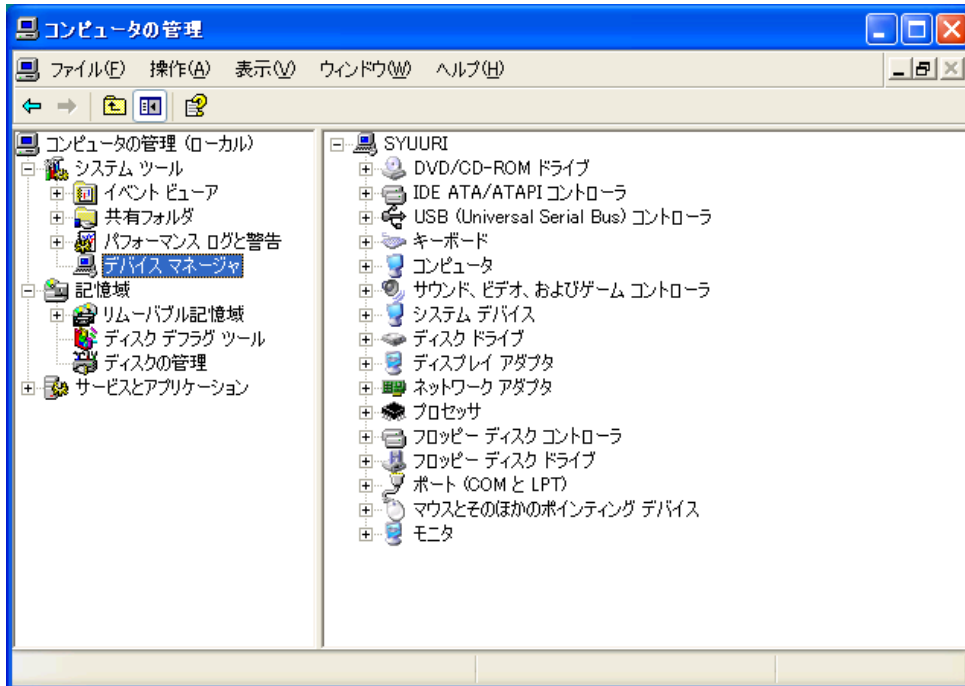 コンピュータの管理
ファイル(F) 操作(A) 表示(V) ウィンドウ(W) ヘルプ(H)
コンピュータの管理 (ローカル)
システム ツール
イベント ビューア
共有フォルダ
パフォーマンス ログと警告
デバイス マネージャ
記憶域
リムーバブル記憶域
ディスク デフラグ ツール
ディスクの管理
サービスとアプリケーション
SYUURI
DVD/CD-ROM ドライブ
IDE ATA/ATAPI コントローラ
USB (Universal Serial Bus) コントローラ
キーボード
コンピュータ
サウンド、ビデオ、およびゲーム コントローラ
システム デバイス
ディスク ドライブ
ディスプレイ アダプタ
ネットワーク アダプタ
プロセッサ
フロッピー ディスク コントローラ
フロッピー ディスク ドライブ
ポート (COM と LPT)
マウスとそのほかのポインティング デバイス
モニタ